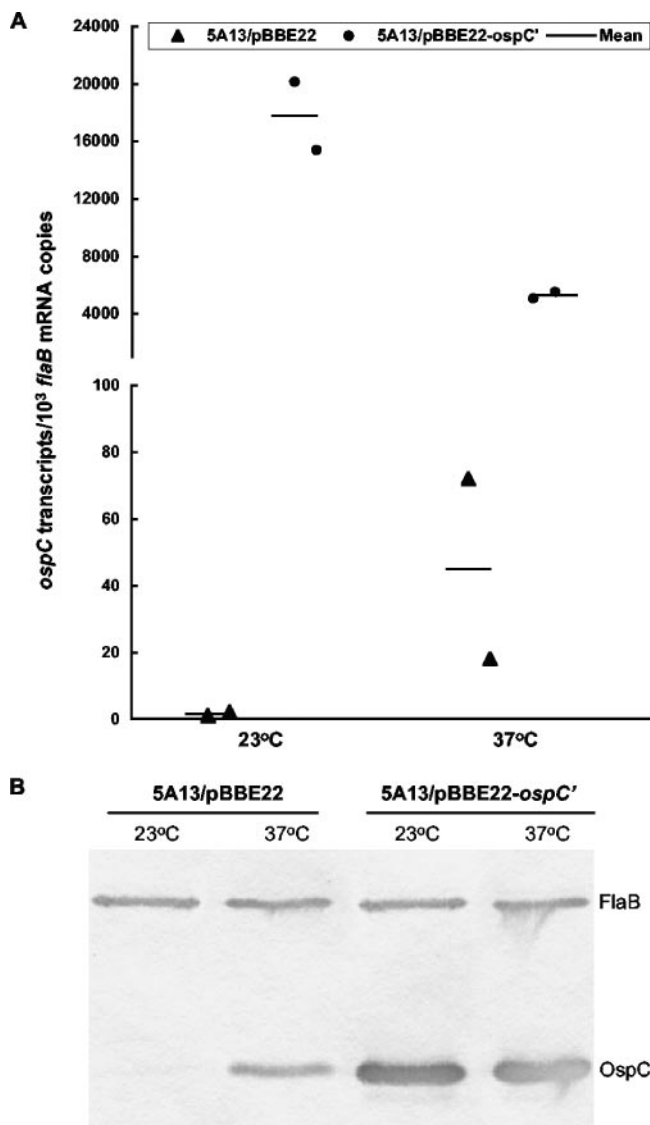 A
5A13/pBBE22 5A13/pBBE22-ospC' Mean
ospC transcripts/10³ flaB mRNA copies
24000
20000
16000
12000
8000
4000
100
80
60
40
20
0
23°C 37°C
B
5A13/pBBE22 5A13/pBBE22-ospC'
23°C 37°C 23°C 37°C
FlaB
OspC